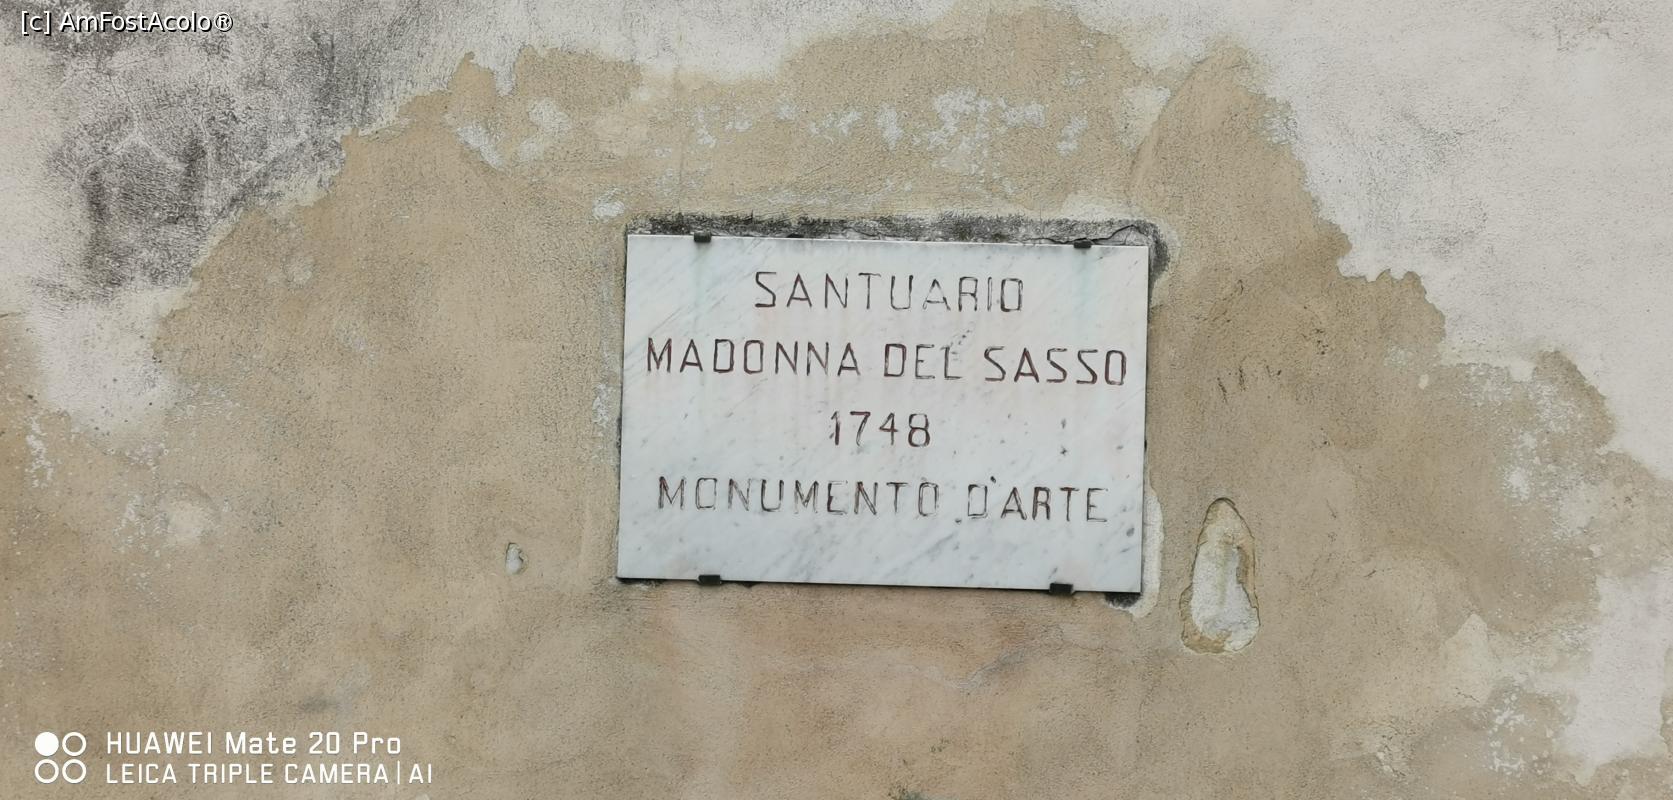 [c] AmFostAcolo®
SANTUARIO
MADONNA DEL SASSO
1748
MONUMENTO D'ARTE
HUAWEI Mate 20 Pro
LEICA TRIPLE CAMERA | AI